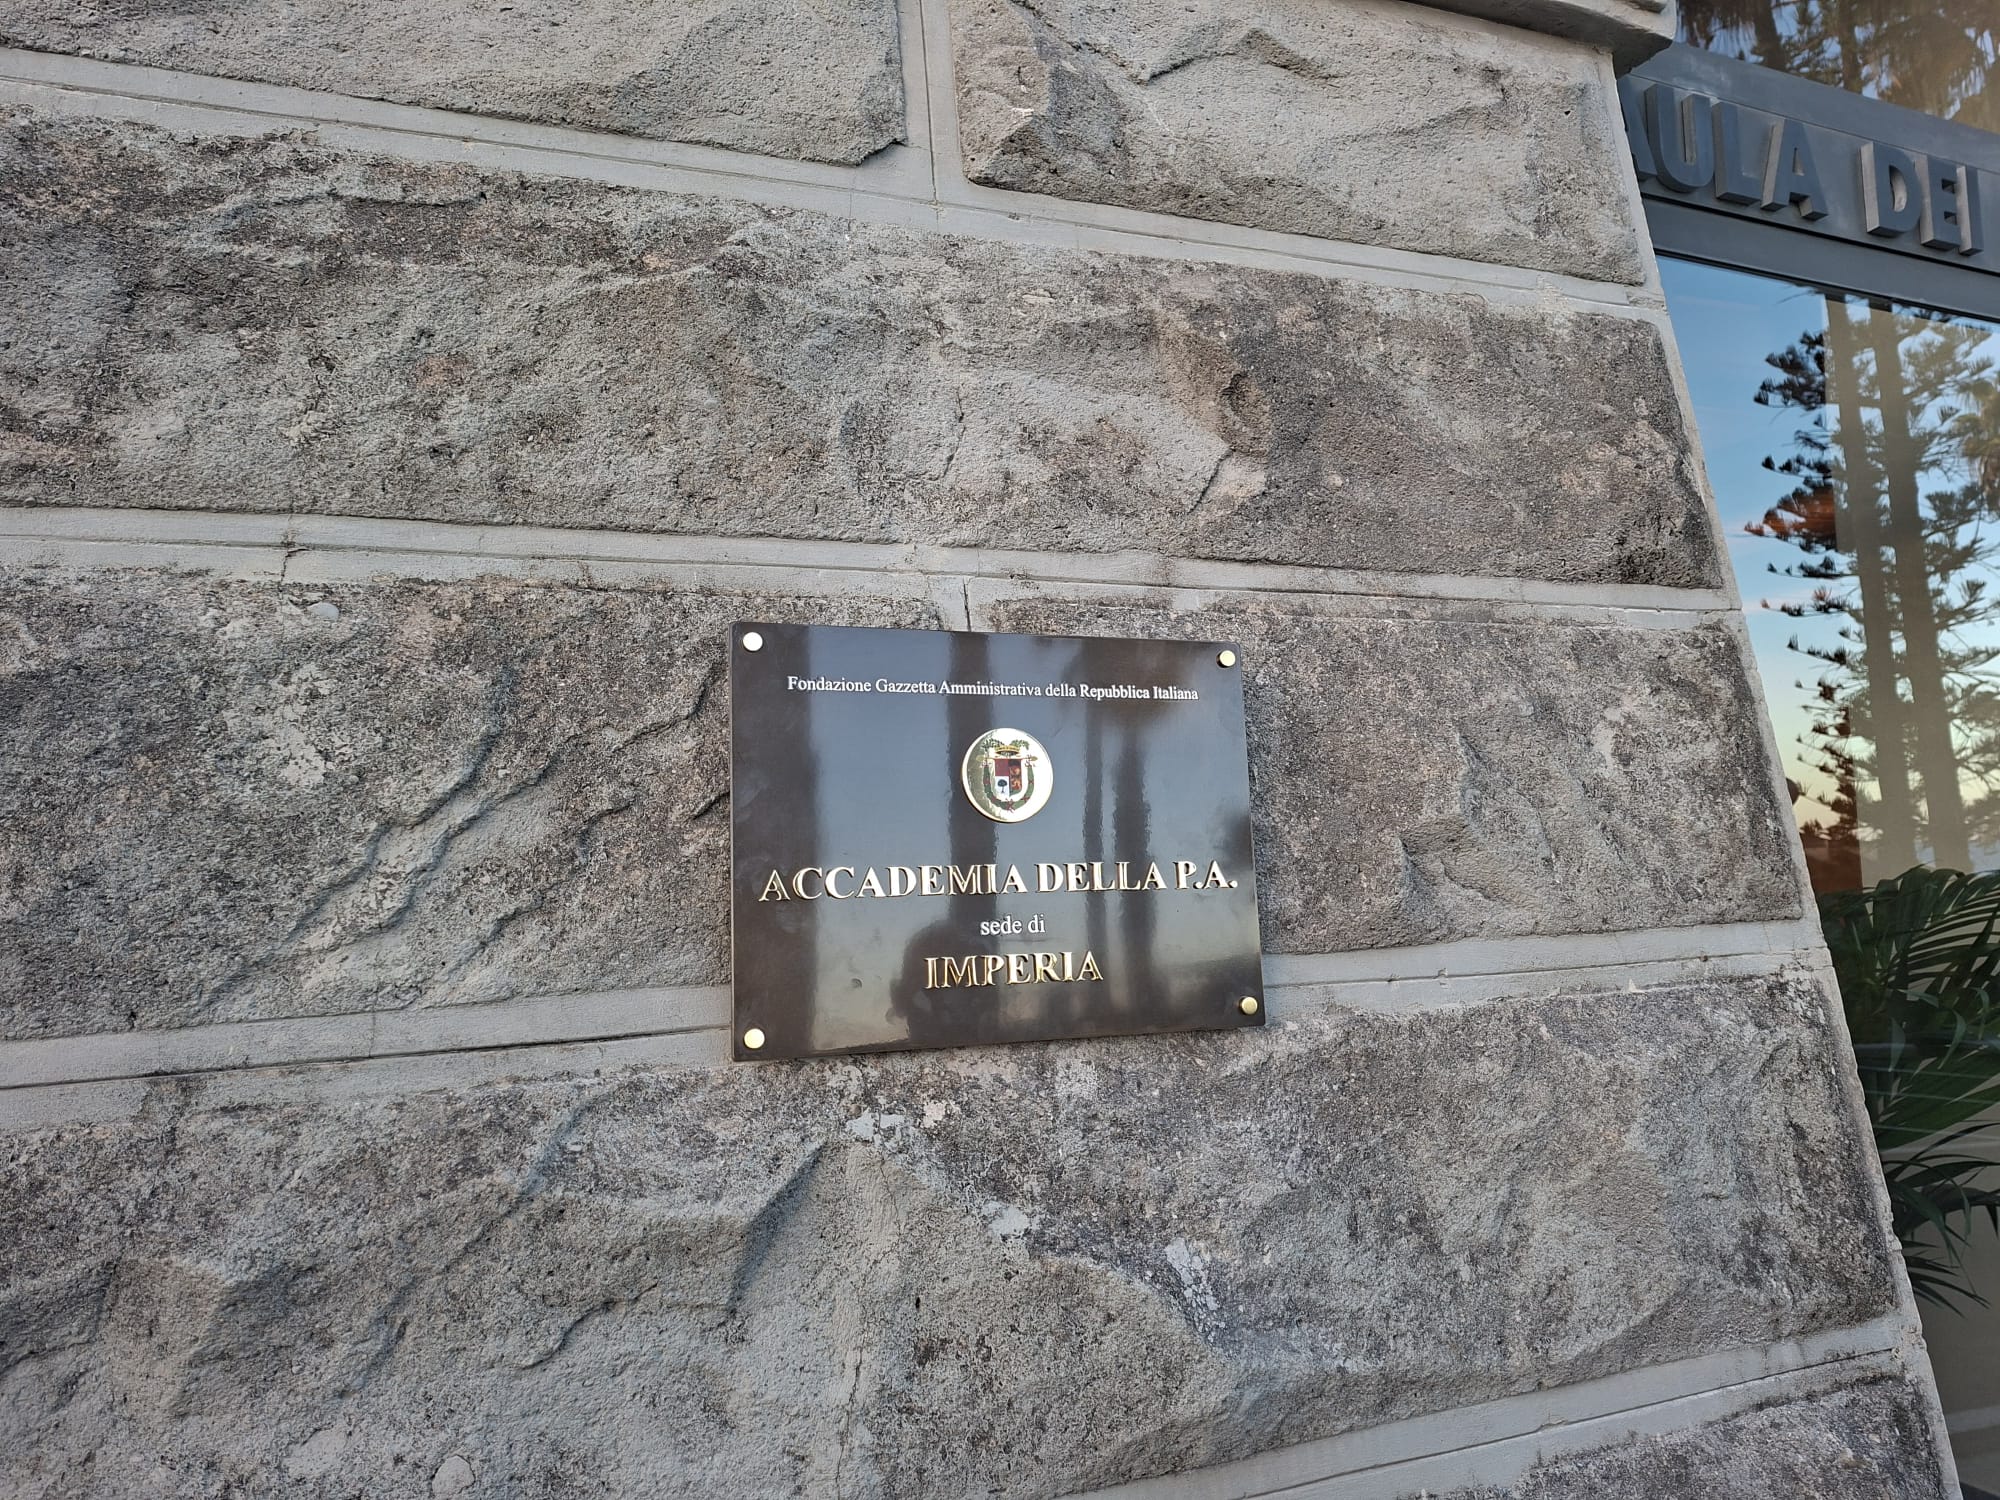 AULA DEI
Fondazione Gazzetta Amministrativa della Repubblica Italiana
ACCADEMIA DELLA P.A.
sede di
IMPERIA